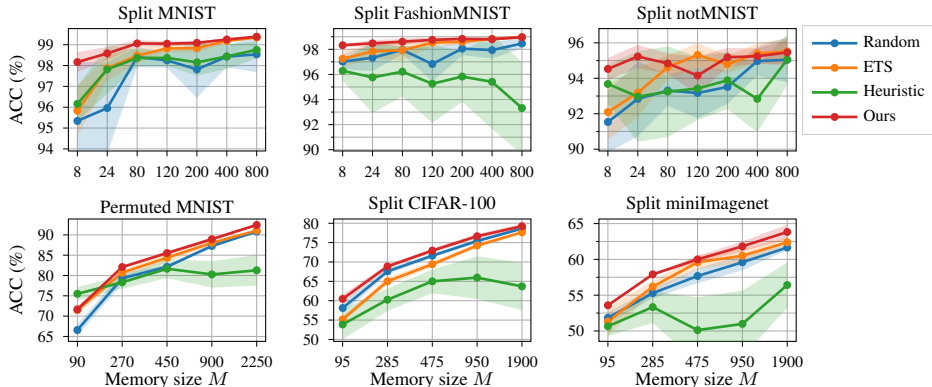 Split MNIST
Split FashionMNIST
Split notMNIST
ACC (%)
99
98
97
96
95
94
8 24 80 120 200 400 800
98
96
94
92
90
8 24 80 120 200 400 800
96
94
92
90
8 24 80 120 200 400 800
Random
ETS
Heuristic
Ours
Permuted MNIST
Split CIFAR-100
Split miniImagenet
ACC (%)
90
85
80
75
70
65
90 270 450 900 2250
Memory size M
80
75
70
65
60
55
50
95 285 475 950 1900
Memory size M
65
60
55
50
95 285 475 950 1900
Memory size M